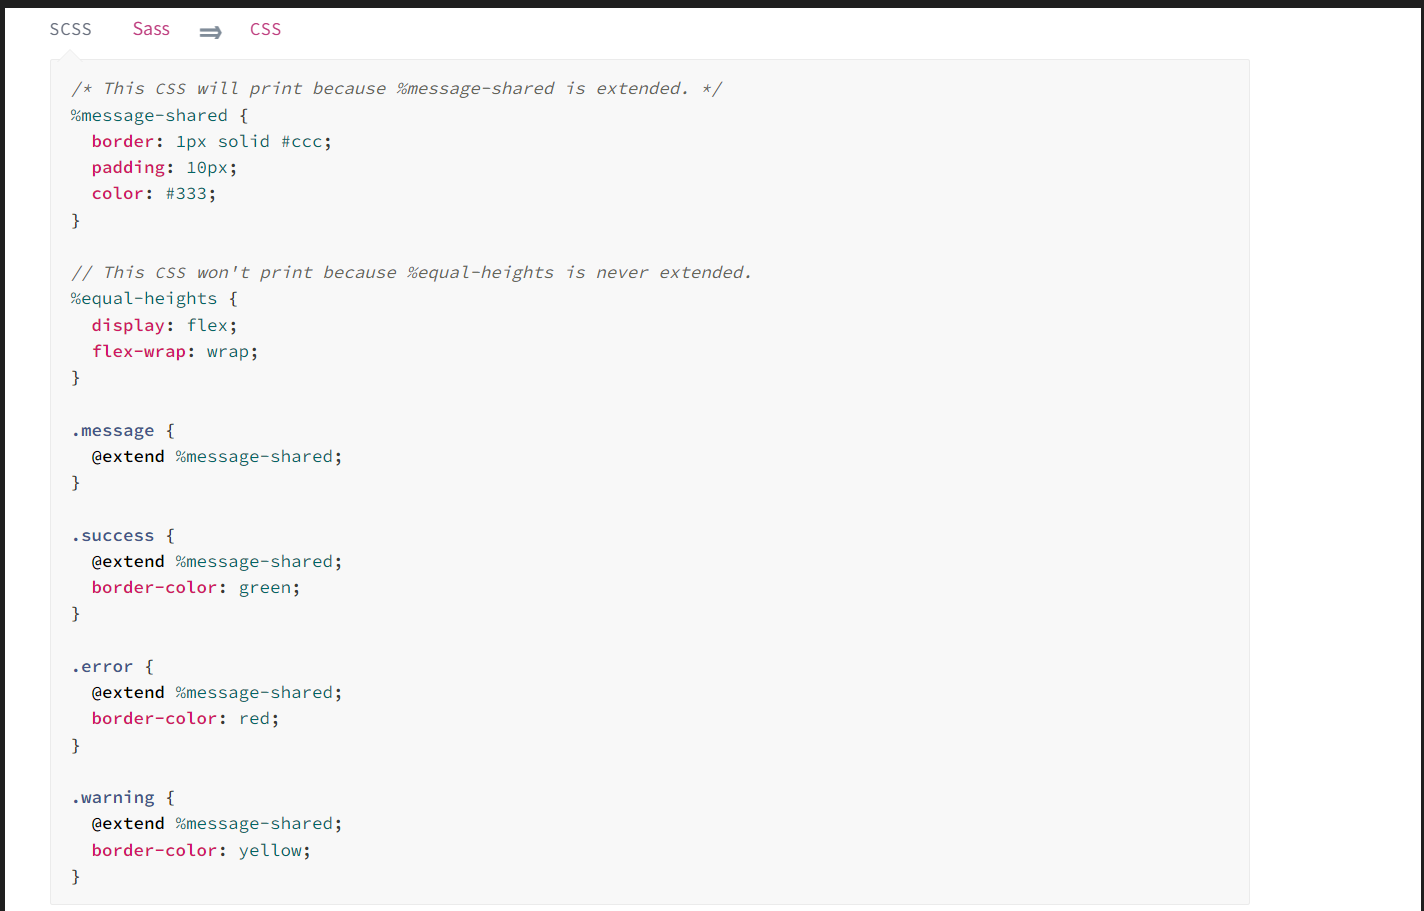 SCSS Sass ⇒ CSS
/* This CSS will print because %message-shared is extended. */
%message-shared {
  border: 1px solid #ccc;
  padding: 10px;
  color: #333;
}

// This CSS won't print because %equal-heights is never extended.
%equal-heights {
  display: flex;
  flex-wrap: wrap;
}

.message {
  @extend %message-shared;
}

.success {
  @extend %message-shared;
  border-color: green;
}

.error {
  @extend %message-shared;
  border-color: red;
}

.warning {
  @extend %message-shared;
  border-color: yellow;
}